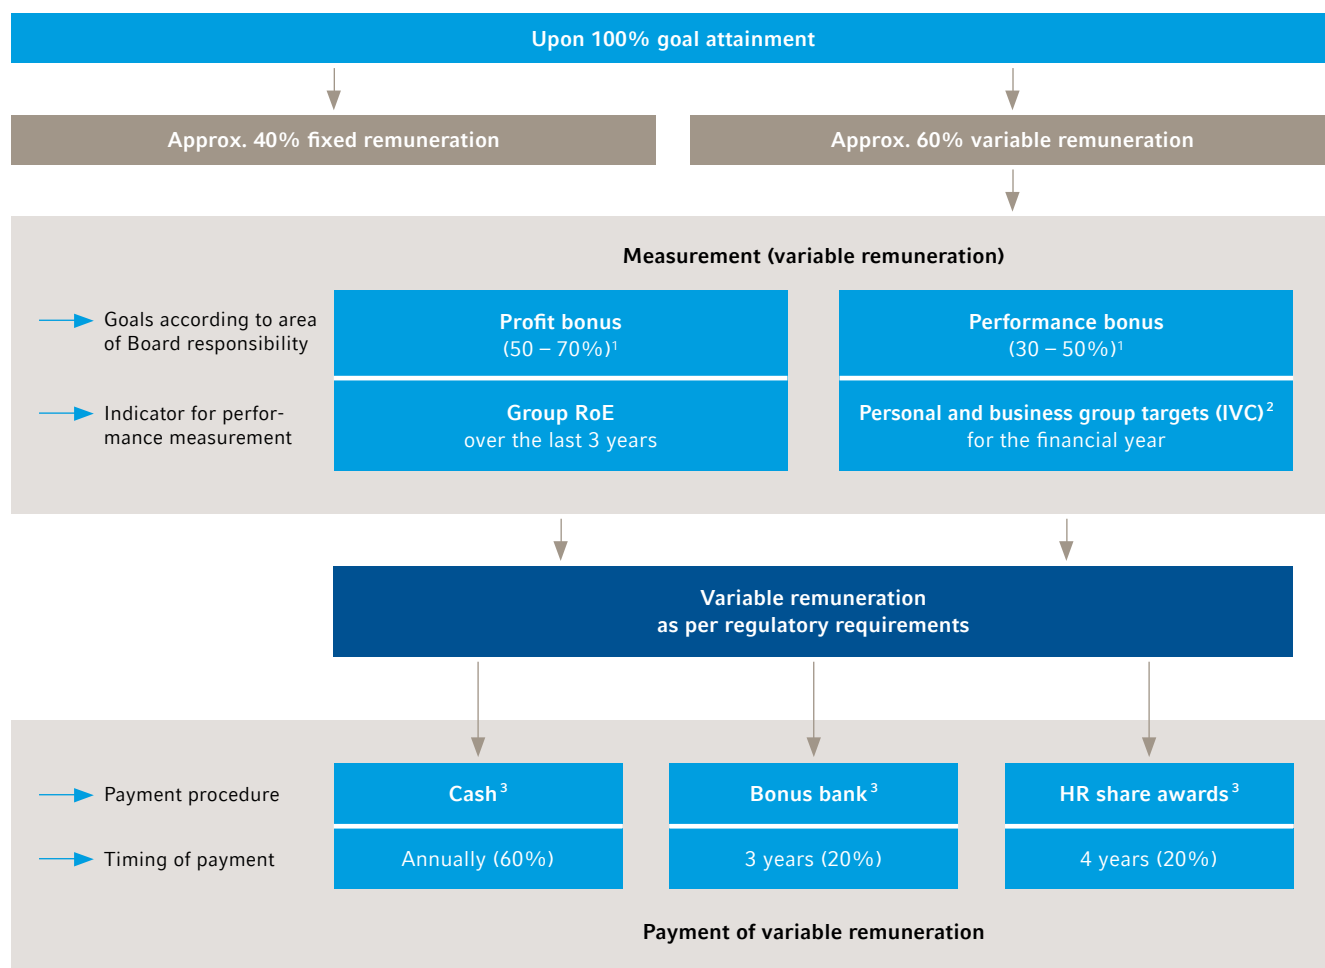 Upon 100% goal attainment
Approx. 40% fixed remuneration
Approx. 60% variable remuneration
Measurement (variable remuneration)
Goals according to area
of Board responsibility
Profit bonus
(50 – 70%)¹
Performance bonus
(30 – 50%)¹
Indicator for perfor-
mance measurement
Group RoE
over the last 3 years
Personal and business group targets (IVC)²
for the financial year
Variable remuneration
as per regulatory requirements
Payment procedure
Cash³
Bonus bank³
HR share awards³
Timing of payment
Annually (60%)
3 years (20%)
4 years (20%)
Payment of variable remuneration